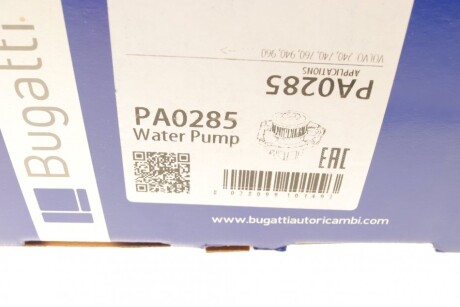 Bugatti
VOLVO 240, 740, 760, 940, 960
APPLICATIONS
PA0285
PA0285
Water Pump
EAC
www.bugattiautoricambi.com